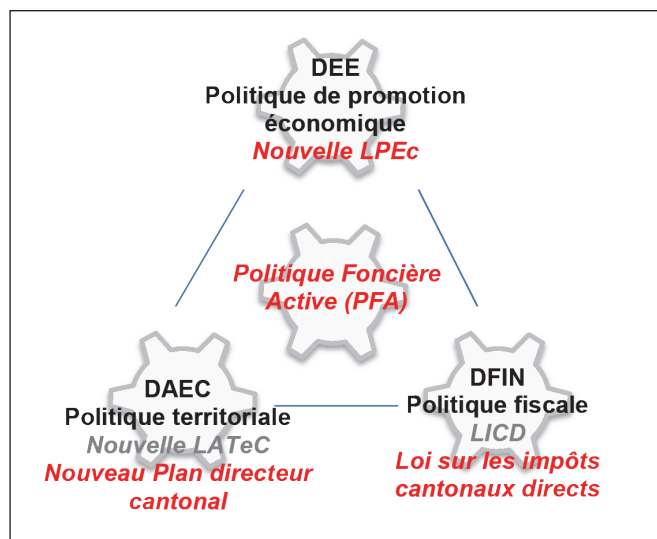 DEE
Politique de promotion
économique
Nouvelle LPEc
Politique Foncière
Active (PFA)
DAEC
Politique territoriale
Nouvelle LATeC
Nouveau Plan directeur
cantonal
DFIN
Politique fiscale
LICD
Loi sur les impôts
cantonaux directs